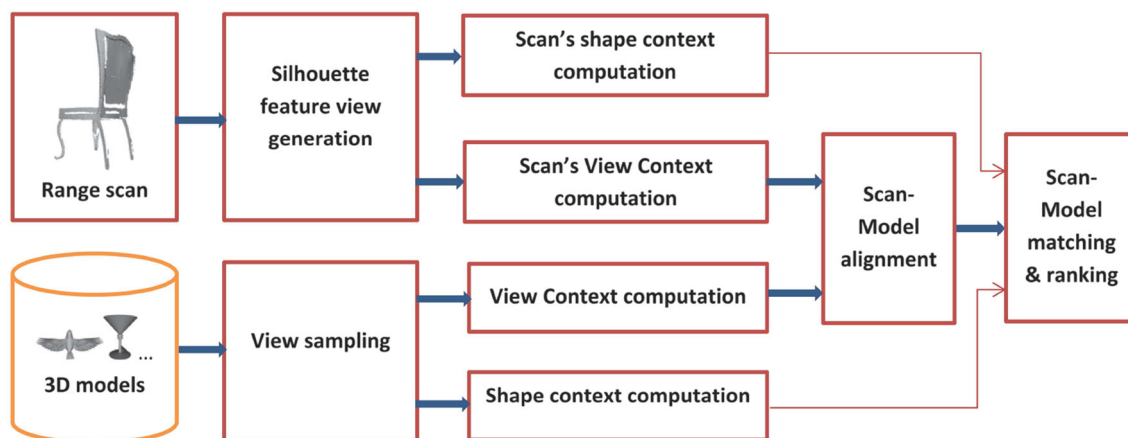 Range scan
Silhouette
feature view
generation
Scan’s shape context
computation
Scan’s View Context
computation
3D models
...
View sampling
View Context computation
Shape context computation
Scan-
Model
alignment
Scan-
Model
matching
& ranking